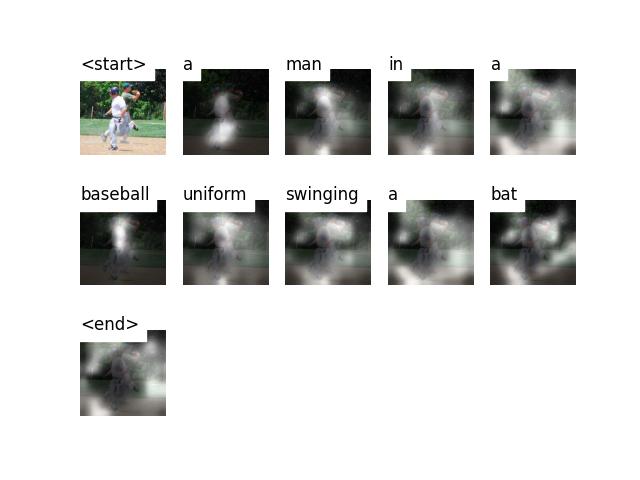 <start> a man in a
baseball uniform swinging a bat
<end>